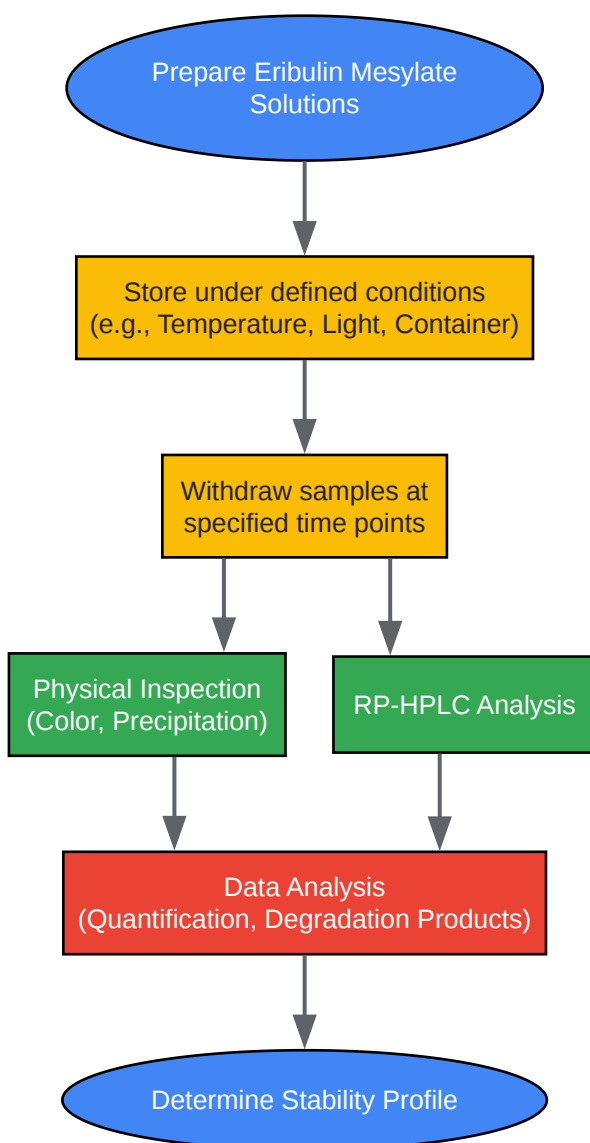 Prepare Eribulin Mesylate
Solutions
Store under defined conditions
(e.g., Temperature, Light, Container)
Withdraw samples at
specified time points
Physical Inspection
(Color, Precipitation)
RP-HPLC Analysis
Data Analysis
(Quantification, Degradation Products)
Determine Stability Profile